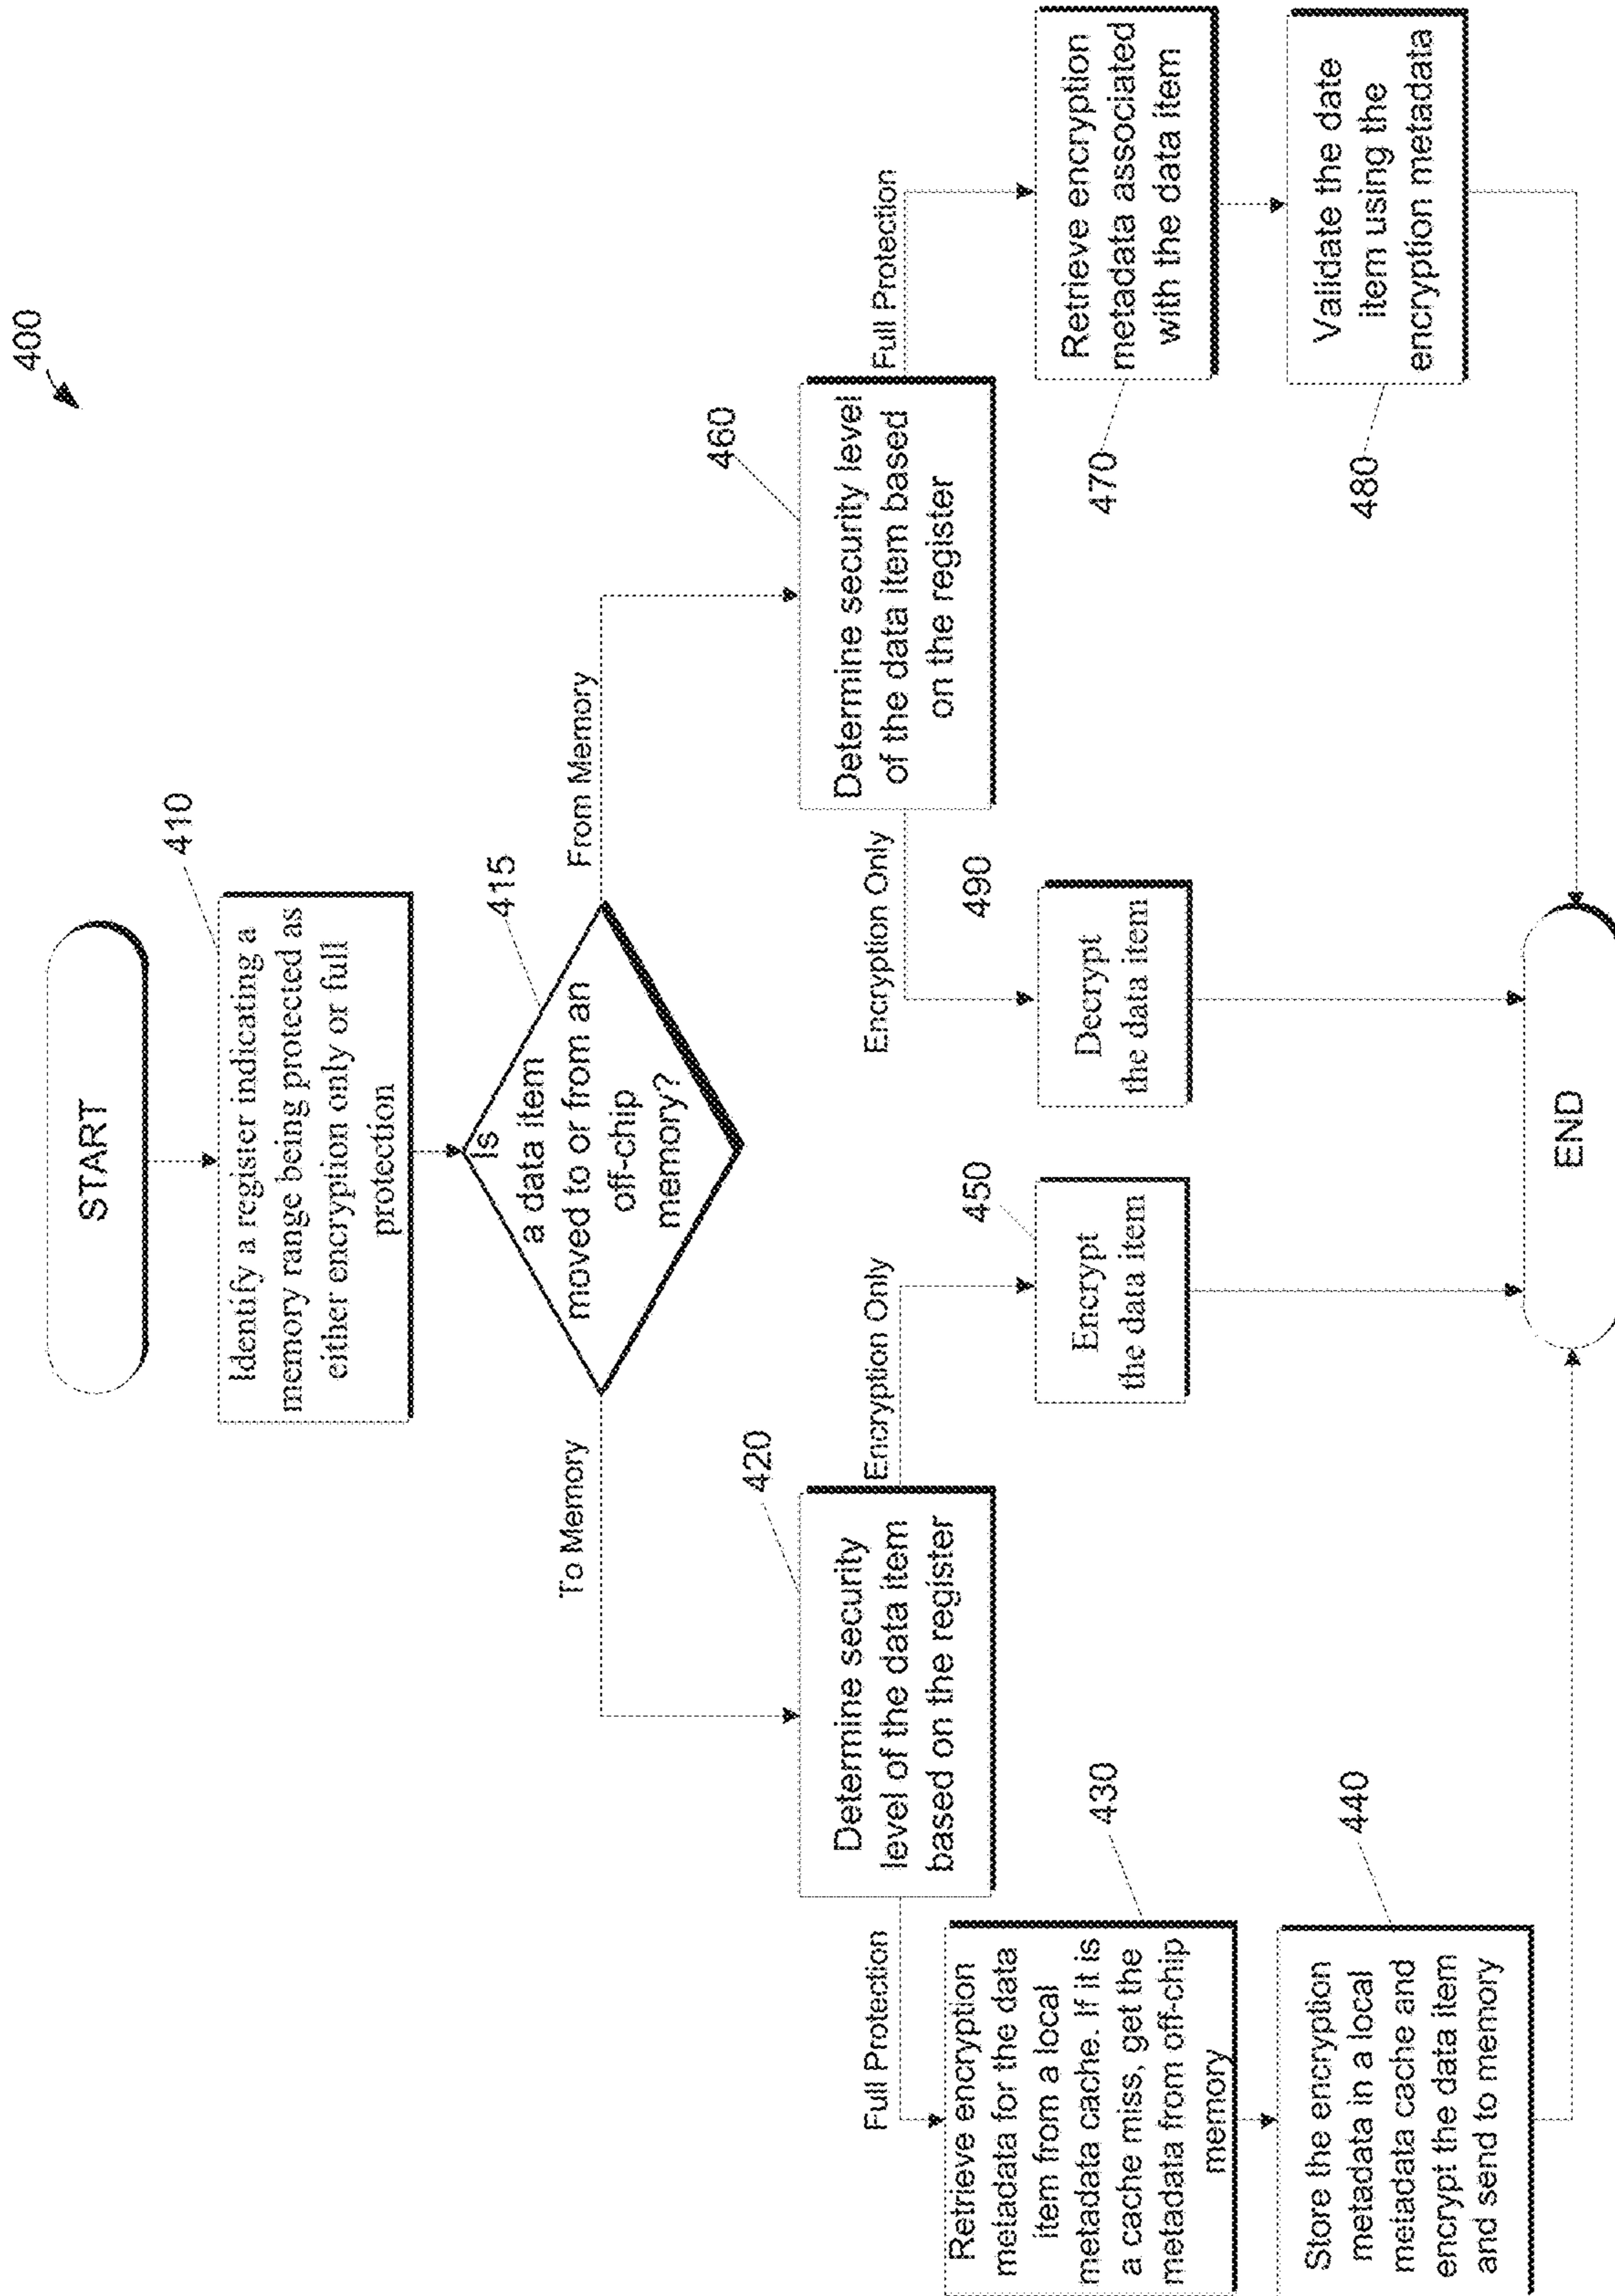 400
START
410
Identify a register indicating a
memory range being protected as
either encryption only or full
protection
415
Is
a data item
moved to or from an
off-chip
memory?
To Memory
From Memory
420
Determine security
level of the data item
based on the register
460
Determine security level
of the data item based
on the register
Full Protection
Encryption Only
Encryption Only
Full Protection
430
Retrieve encryption
metadata for the data
item from a local
metadata cache. If it is
a cache miss, get the
metadata from off-chip
memory
450
Encrypt
the data item
490
Decrypt
the data item
470
Retrieve encryption
metadata associated
with the data item
440
Store the encryption
metadata in a local
metadata cache and
encrypt the data item
and send to memory
480
Validate the date
item using the
encryption metadata
END